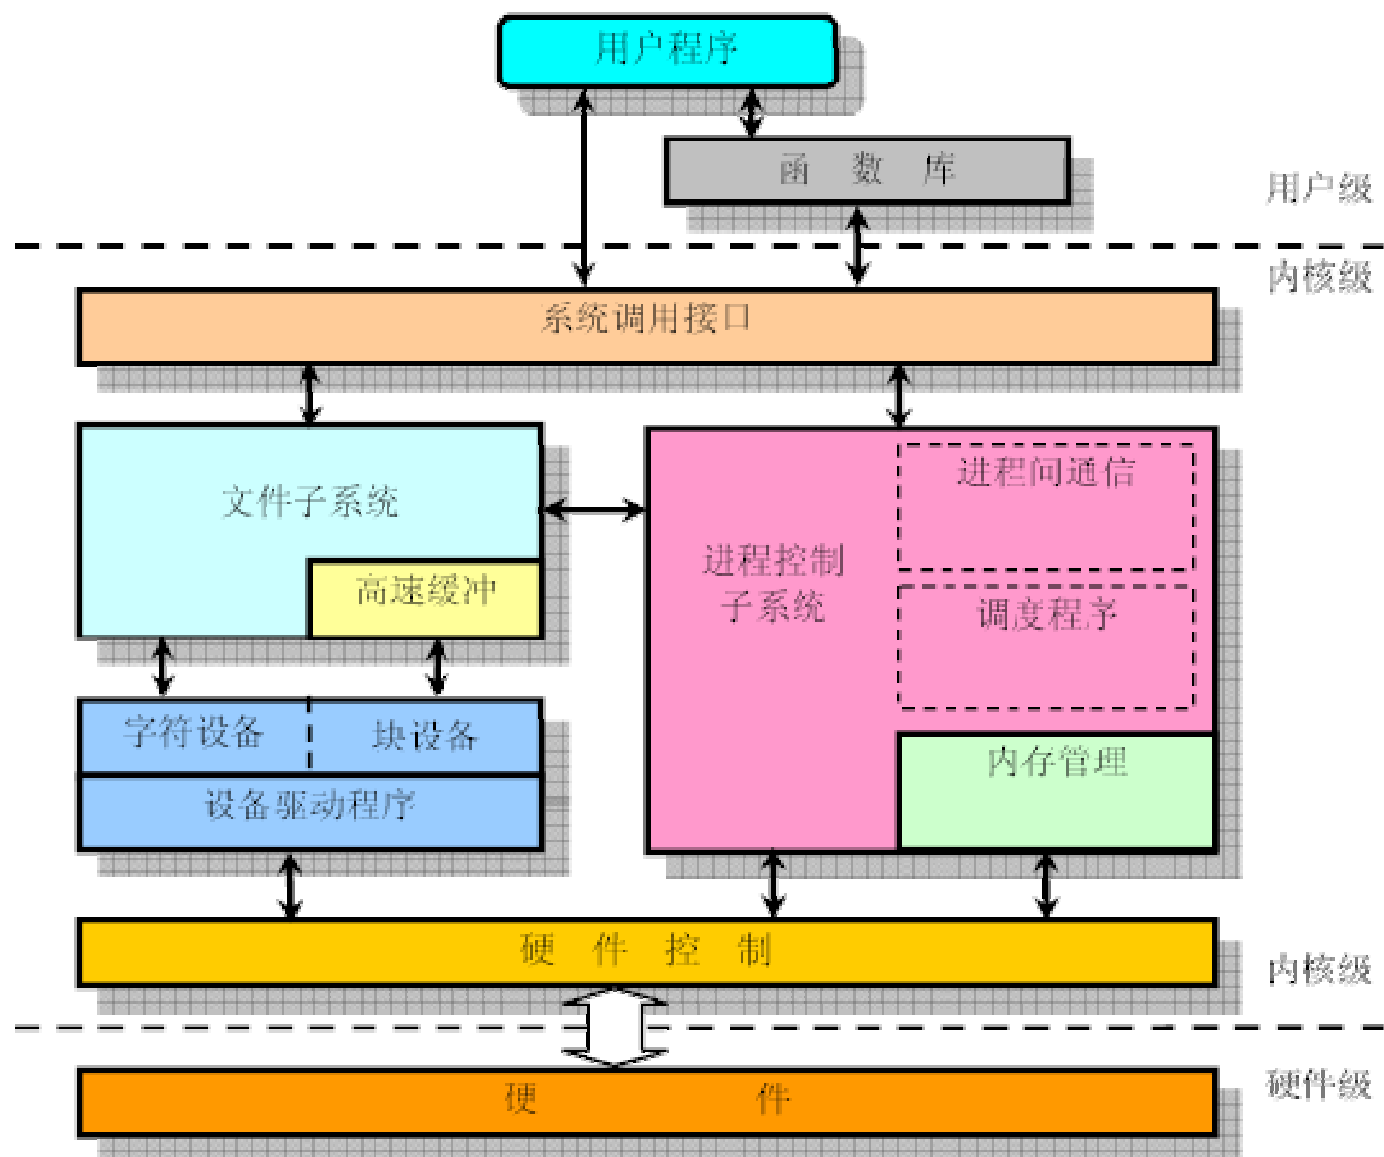 用户程序
函 数 库
用户级
内核级
系统调用接口
文件子系统
高速缓冲
进程控制
子系统
进程间通信
调度程序
内存管理
字符设备
块设备
设备驱动程序
硬 件 控 制
内核级
硬 件
硬件级